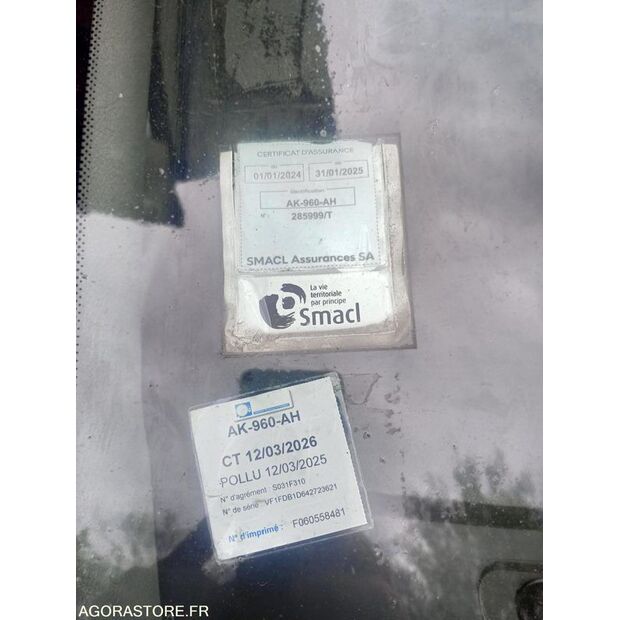 CERTIFICAT D'ASSURANCE
du au
01/01/2024 31/01/2025
Identification
AK-960-AH
N°: 285999/T
SMACL Assurances SA
La vie
territoriale
par principe
Smacl
AK-960-AH
CT 12/03/2026
POLLU 12/03/2025
N° d'agrément : S031F310
N° de série : VF1FDB1D642723621
N° d'imprimé : F060558481
AGORASTORE.FR